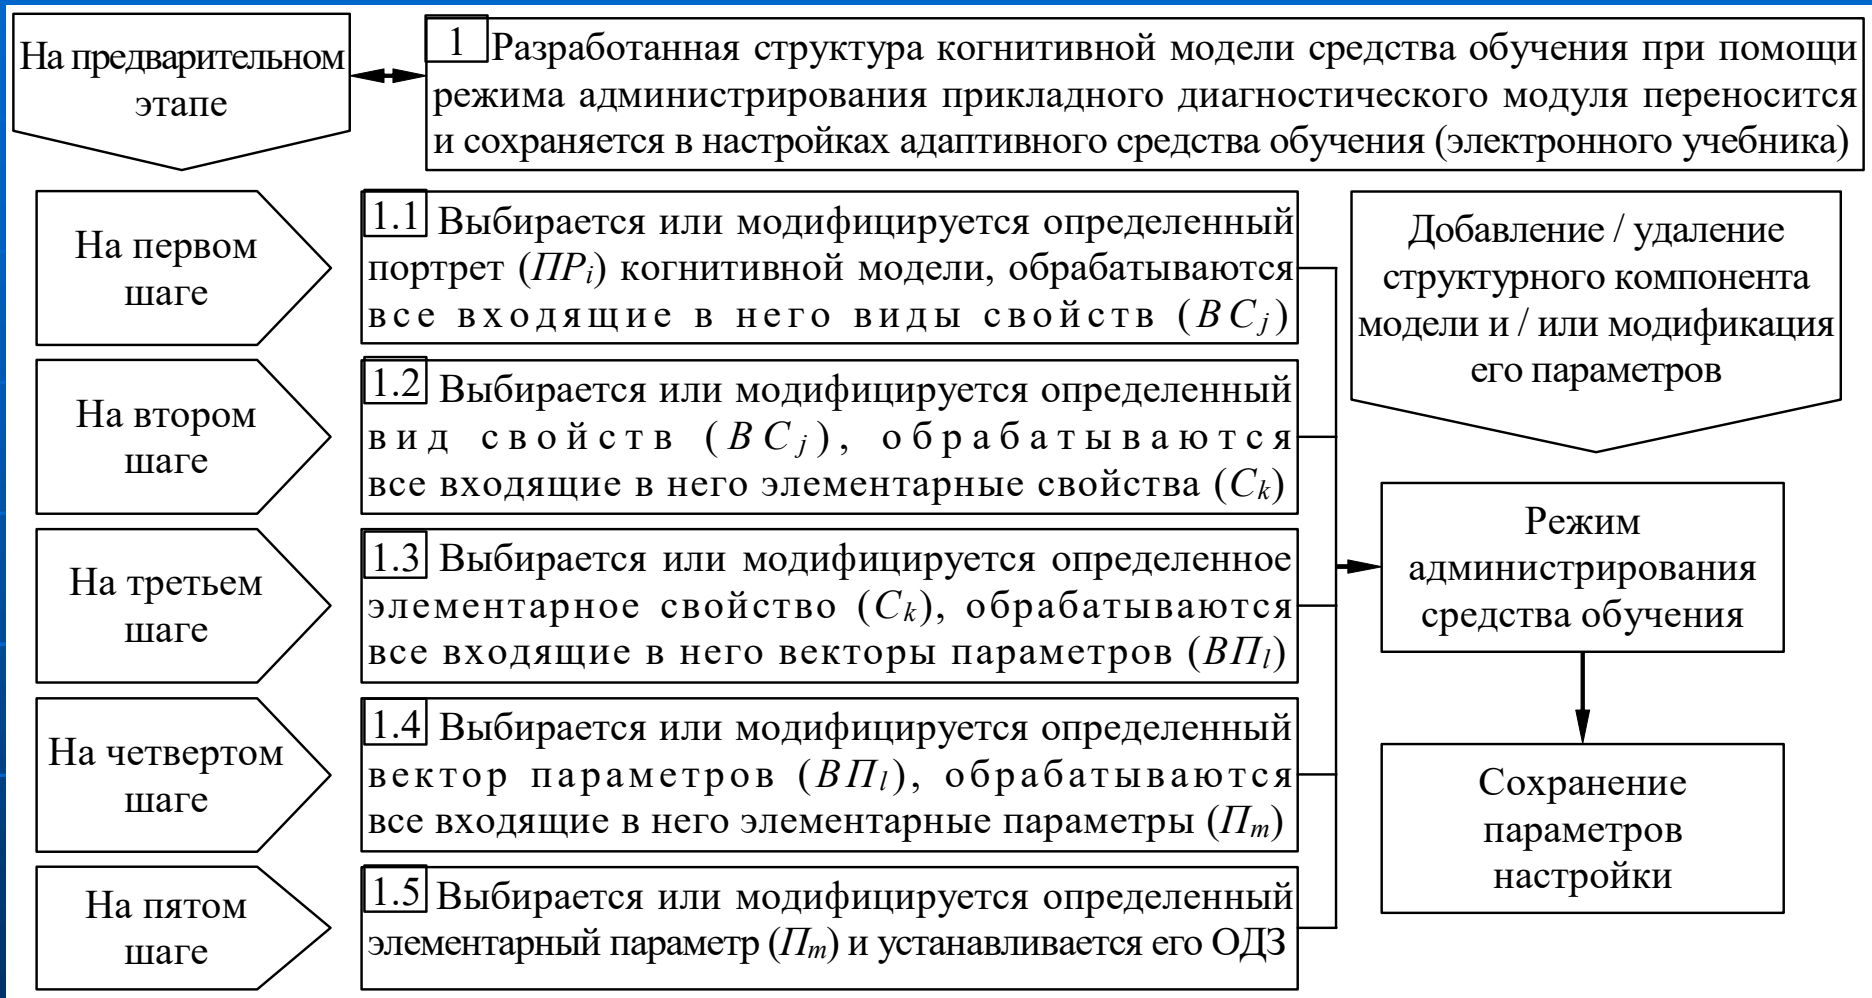 На предварительном
этапе
1 Разработанная структура когнитивной модели средства обучения при помощи
режима администрирования прикладного диагностического модуля переносится
и сохраняется в настройках адаптивного средства обучения (электронного учебника)
На первом
шаге
1.1 Выбирается или модифицируется определенный
портрет (ПРi) когнитивной модели, обрабатываются
все входящие в него виды свойств (ВСj)
На втором
шаге
1.2 Выбирается или модифицируется определенный
вид свойств (ВСj), обрабатываются
все входящие в него элементарные свойства (Сk)
На третьем
шаге
1.3 Выбирается или модифицируется определенное
элементарное свойство (Сk), обрабатываются
все входящие в него векторы параметров (ВПl)
На четвертом
шаге
1.4 Выбирается или модифицируется определенный
вектор параметров (ВПl), обрабатываются
все входящие в него элементарные параметры (Пm)
На пятом
шаге
1.5 Выбирается или модифицируется определенный
элементарный параметр (Пm) и устанавливается его ОДЗ
Добавление / удаление
структурного компонента
модели и / или модификация
его параметров
Режим
администрирования
средства обучения
Сохранение
параметров
настройки